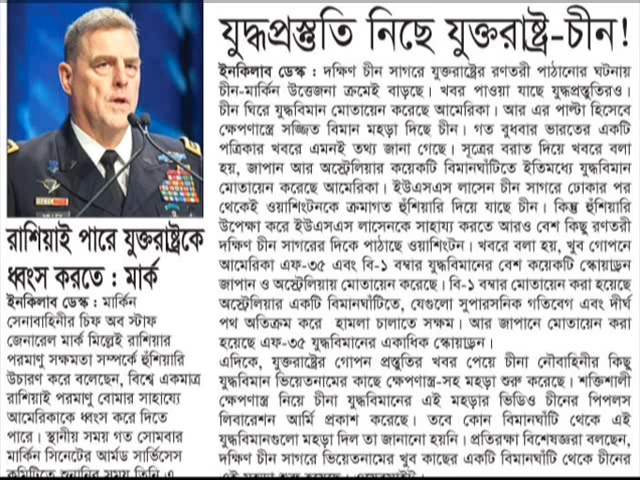 যুদ্ধপ্রস্তুতি নিছে যুক্তরাষ্ট্র-চীন!
ইনকিলাব ডেস্ক : দক্ষিণ চীন সাগরে যুক্তরাষ্ট্রের রণতরী পাঠানোর ঘটনায়
চীন-মার্কিন উত্তেজনা ক্রমেই বাড়ছে। খবর পাওয়া যাচ্ছে যুদ্ধপ্রস্তুতিরও।
চীন ঘিরে যুদ্ধবিমান মোতায়েন করেছে আমেরিকা। আর এর পাল্টা হিসেবে
ক্ষেপণাস্ত্রে সজ্জিত বিমান মহড়া দিছে চীন। গত বুধবার ভারতের একটি
পত্রিকার খবরে এমনই তথ্য জানা গেছে। সূত্রের বরাত দিয়ে খবরে বলা
হয়, জাপান আর অস্ট্রেলিয়ার কয়েকটি বিমানঘাঁটিতে ইতিমধ্যে যুদ্ধবিমান
মোতায়েন করেছে আমেরিকা। ইউএসএস লাসেন চীন সাগরে ঢোকার পর
থেকেই ওয়াশিংটনকে ক্রমাগত হুঁশিয়ারি দিয়ে যাচ্ছে চীন। কিন্তু হুঁশিয়ারি
উপেক্ষা করে ইউএসএস লাসেনকে সাহায্য করতে আরও বেশ কিছু রণতরী
দক্ষিণ চীন সাগরের দিকে পাঠাচ্ছে ওয়াশিংটন। খবরে বলা হয়, খুব গোপনে
আমেরিকা এফ-৩৫ এবং বি-১ বম্বার যুদ্ধবিমানের বেশ কয়েকটি স্কোয়াড্রন
জাপান ও অস্ট্রেলিয়ায় মোতায়েন করেছে। বি-১ বম্বার মোতায়েন করা হয়েছে
অস্ট্রেলিয়ার একটি বিমানঘাঁটিতে, যেগুলো সুপারসনিক গতিবেগ এবং দীর্ঘ
পথ অতিক্রম করে হামলা চালাতে সক্ষম। আর জাপানে মোতায়েন করা
হয়েছে এফ-৩৫ যুদ্ধবিমানের একাধিক স্কোয়াড্রন।
এদিকে, যুক্তরাষ্ট্রের গোপন প্রস্তুতির খবর পেয়ে চীনা নৌবাহিনীর কিছু
যুদ্ধবিমান ভিয়েতনামের কাছে ক্ষেপণাস্ত্র-সহ মহড়া শুরু করেছে। শক্তিশালী
ক্ষেপণাস্ত্র নিয়ে চীনা যুদ্ধবিমানের এই মহড়ার ভিডিও চীনের পিপলস
লিবারেশন আর্মি প্রকাশ করেছে। তবে কোন বিমানঘাঁটি থেকে এই
যুদ্ধবিমানগুলো মহড়া দিল তা জানানো হয়নি। প্রতিরক্ষা বিশেষজ্ঞরা বলছেন,
দক্ষিণ চীন সাগরে ভিয়েতনামের খুব কাছের একটি বিমানঘাঁটি থেকে চীনের
রাশিয়াই পারে যুক্তরাষ্ট্রকে
ধ্বংস করতে : মার্ক
ইনকিলাব ডেস্ক : মার্কিন
সেনাবাহিনীর চিফ অব স্টাফ
জেনারেল মার্ক মিল্লেই রাশিয়ার
পরমাণু সক্ষমতা সম্পর্কে হুঁশিয়ারি
উচারণ করে বলেছেন, বিশ্বে একমাত্র
রাশিয়াই পরমাণু বোমার সাহায্যে
আমেরিকাকে ধ্বংস করে দিতে
পারে। স্থানীয় সময় গত সোমবার
মার্কিন সিনেটের আর্মড সার্ভিসেস
কমিটিতে শুনানির সময় তিনি এ